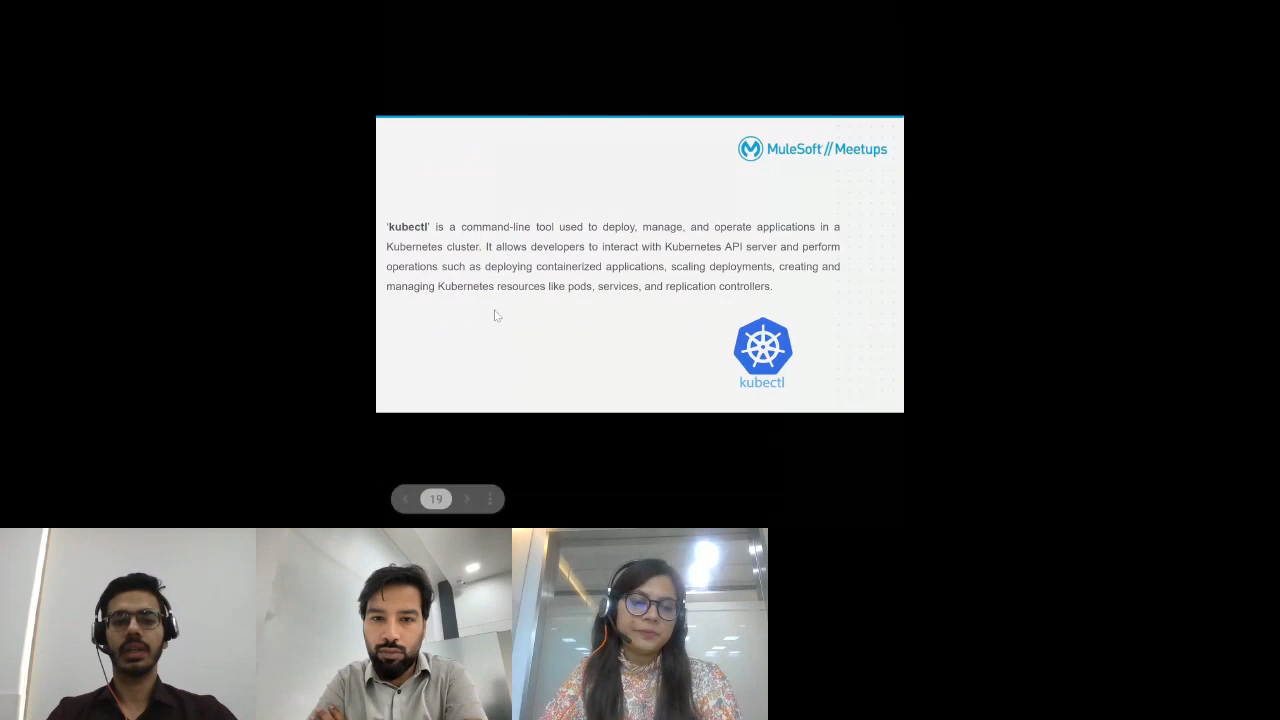 MuleSoft // Meetups
'kubectl' is a command-line tool used to deploy, manage, and operate applications in a
Kubernetes cluster. It allows developers to interact with Kubernetes API server and perform
operations such as deploying containerized applications, scaling deployments, creating and
managing Kubernetes resources like pods, services, and replication controllers.
kubectl
19